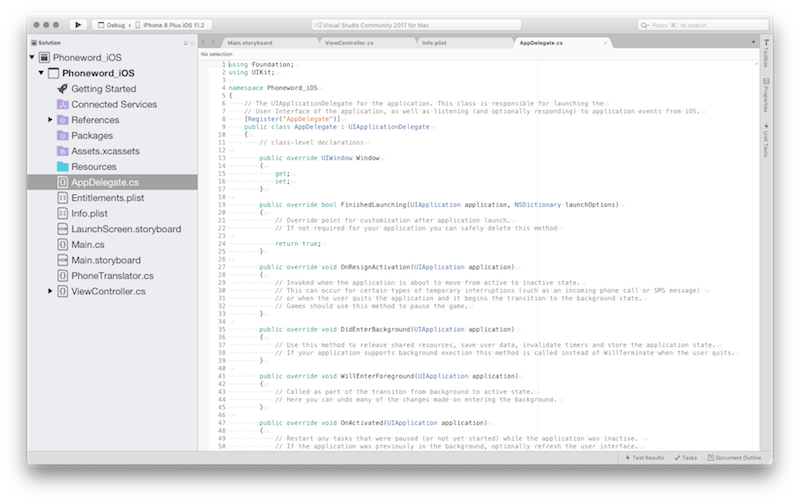 Debug › iPhone 8 Plus iOS 11.2
Visual Studio Community 2017 for Mac
Press '⌘.' to search
Solution
Main.storyboard
ViewController.cs
Info.plist
AppDelegate.cs
No selection
Phoneword_iOS
Phoneword_iOS
Getting Started
Connected Services
References
Packages
Assets.xcassets
Resources
AppDelegate.cs
Entitlements.plist
Info.plist
LaunchScreen.storyboard
Main.cs
Main.storyboard
PhoneTranslator.cs
ViewController.cs
1 using Foundation;
2 using UIKit;
3
4 namespace Phoneword_iOS
5 {
6 // The UIApplicationDelegate for the application. This class is responsible for launching the
7 // User Interface of the application, as well as listening (and optionally responding) to application events from iOS.
8 [Register("AppDelegate")]
9 public class AppDelegate : UIApplicationDelegate
10 {
11 // class-level declarations
12
13 public override UIWindow Window
14 {
15 get;
16 set;
17 }
18
19 public override bool FinishedLaunching(UIApplication application, NSDictionary launchOptions)
20 {
21 // Override point for customization after application launch.
22 // If not required for your application you can safely delete this method
23
24 return true;
25 }
26
27 public override void OnResignActivation(UIApplication application)
28 {
29 // Invoked when the application is about to move from active to inactive state.
30 // This can occur for certain types of temporary interruptions (such as an incoming phone call or SMS message)
31 // or when the user quits the application and it begins the transition to the background state.
32 // Games should use this method to pause the game.
33 }
34
35 public override void DidEnterBackground(UIApplication application)
36 {
37 // Use this method to release shared resources, save user data, invalidate timers and store the application state.
38 // If your application supports background exection this method is called instead of WillTerminate when the user quits.
39 }
40
41 public override void WillEnterForeground(UIApplication application)
42 {
43 // Called as part of the transiton from background to active state.
44 // Here you can undo many of the changes made on entering the background.
45 }
46
47 public override void OnActivated(UIApplication application)
48 {
49 // Restart any tasks that were paused (or not yet started) while the application was inactive.
50 // If the application was previously in the background, optionally refresh the user interface.
Toolbox
Properties
Unit Tests
Test Results
Tasks
Document Outline